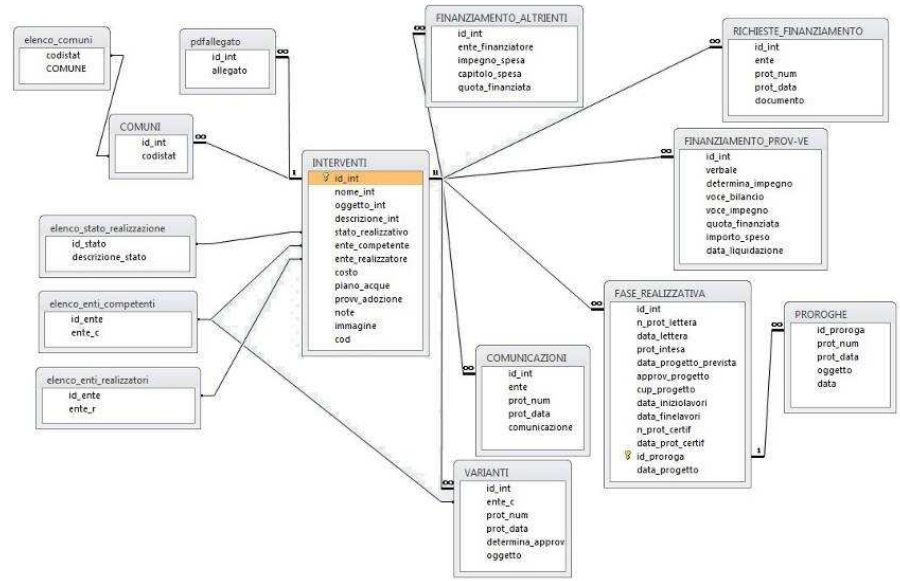 elenco_comuni
codistat
COMUNE
pdfallegato
id_int
allegato
FINANZIAMENTO_ALTRIENTI
id_int
ente_finanziatore
impegno_spesa
capitolo_spesa
quota_finanziata
RICHIESTE_FINANZIAMENTO
id_int
ente
prot_num
prot_data
documento
COMUNI
id_int
codistat
INTERVENTI
id_int
nome_int
oggetto_int
descrizione_int
stato_realizzativo
ente_competente
ente_realizzatore
costo
piano_acque
provv_adozione
note
immagine
cod
FINANZIAMENTO_PROV-VE
id_int
verbale
determina_impegno
voce_bilancio
voce_impegno
quota_finanziata
importo_speso
data_liquidazione
elenco_stato_realizzazione
id_stato
descrizione_stato
elenco_enti_competenti
id_ente
ente_c
elenco_enti_realizzatori
id_ente
ente_r
COMUNICAZIONI
id_int
ente
prot_num
prot_data
comunicazione
FASE_REALIZZATIVA
id_int
n_prot_lettera
data_lettera
prot_intesa
data_progetto_prevista
approv_progetto
cup_progetto
data_iniziolavori
data_finelavori
n_prot_certif
data_prot_certif
id_proroga
data_progetto
PROROGHE
id_proroga
prot_num
prot_data
oggetto
data
VARIANTI
id_int
ente_c
prot_num
prot_data
determina_approv
oggetto
∞
∞
∞
∞
∞
∞
∞
∞
∞
1
1
1